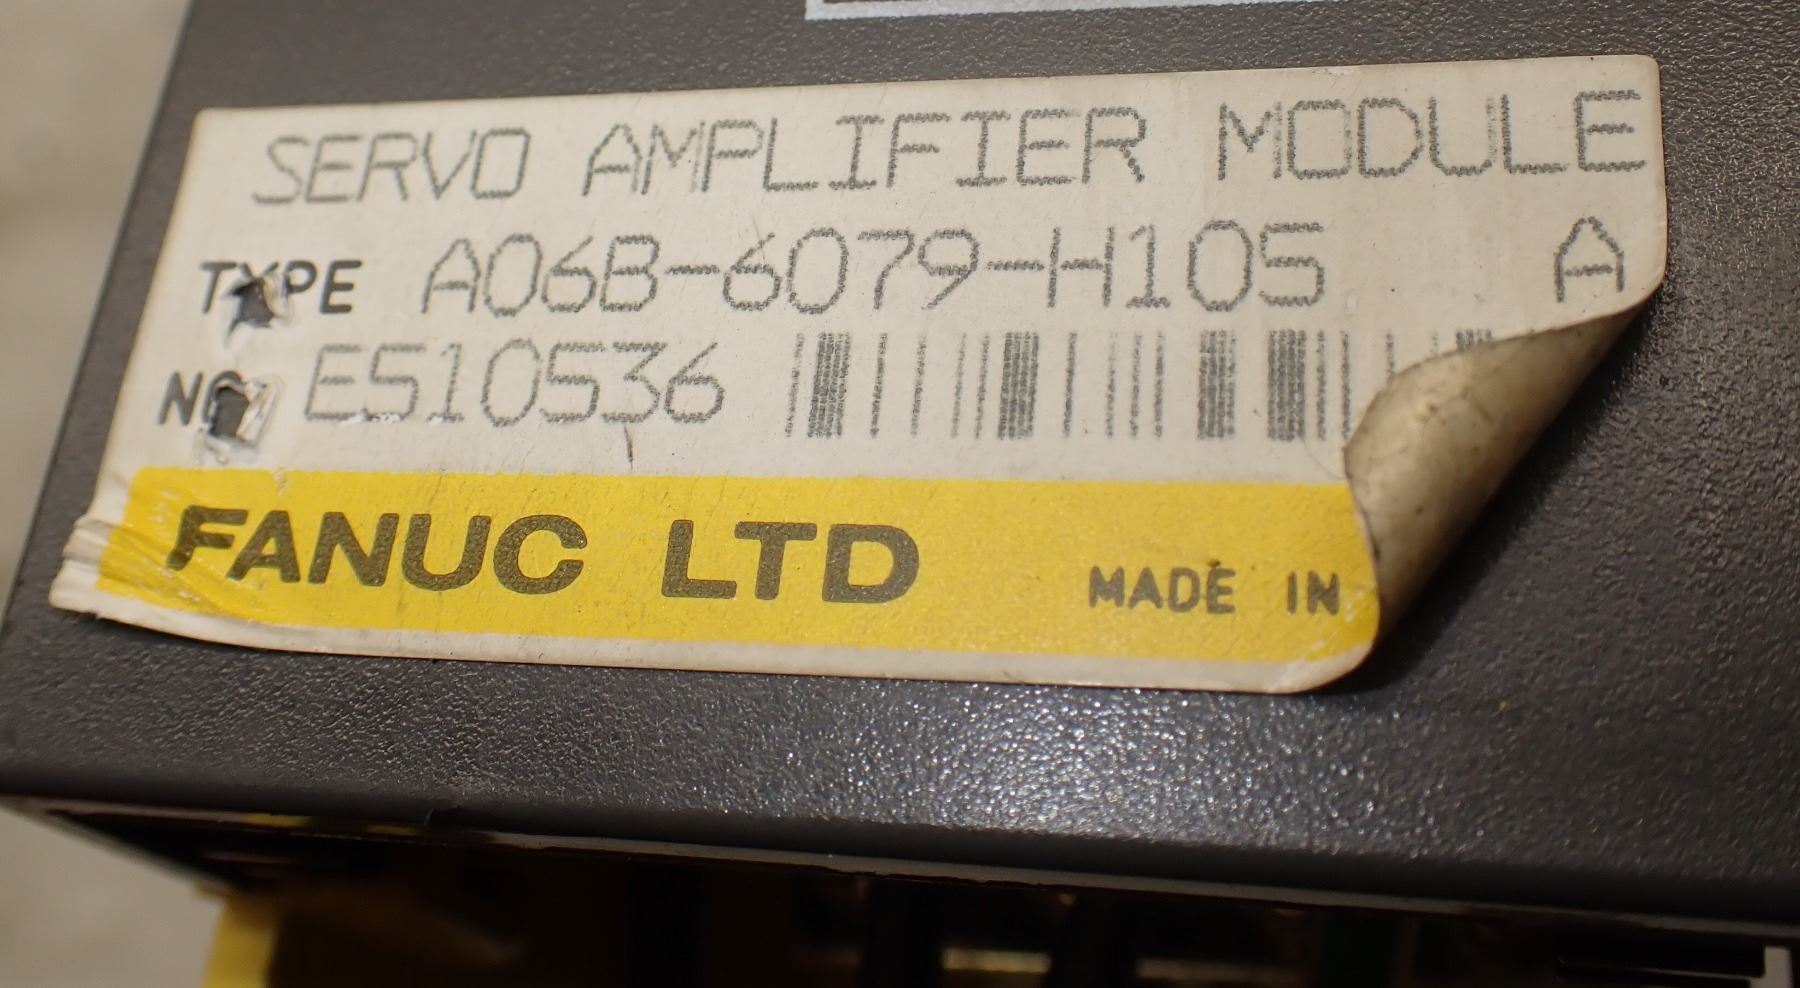 SERVO AMPLIFIER MODULE
TYPE A06B-6079-H105 A
NO. E510536
FANUC LTD MADE IN